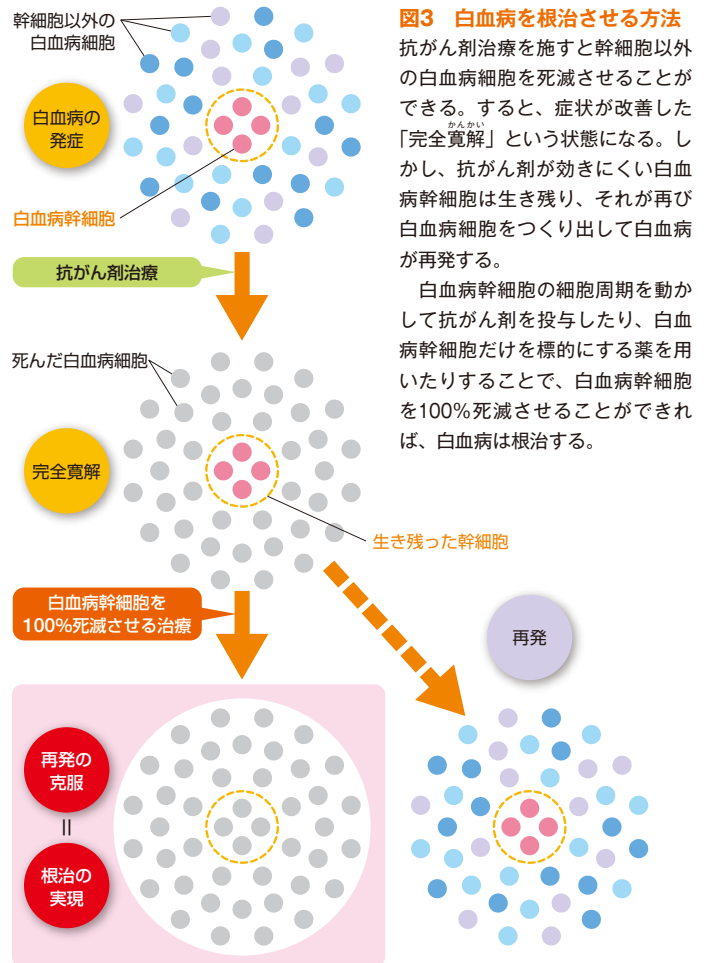 幹細胞以外の
白血病細胞
白血病の
発症
白血病幹細胞
抗がん剤治療
死んだ白血病細胞
完全寛解
生き残った幹細胞
白血病幹細胞を
100%死滅させる治療
再発
再発の
克服
=
根治の
実現
図3 白血病を根治させる方法
抗がん剤治療を施すと幹細胞以外
の白血病細胞を死滅させることが
できる。すると、症状が改善した
かんかい
「完全寛解」という状態になる。し
かし、抗がん剤が効きにくい白血
病幹細胞は生き残り、それが再び
白血病細胞をつくり出して白血病
が再発する。
白血病幹細胞の細胞周期を動か
して抗がん剤を投与したり、白血
病幹細胞だけを標的にする薬を用
いたりすることで、白血病幹細胞
を100%死滅させることができれ
ば、白血病は根治する。